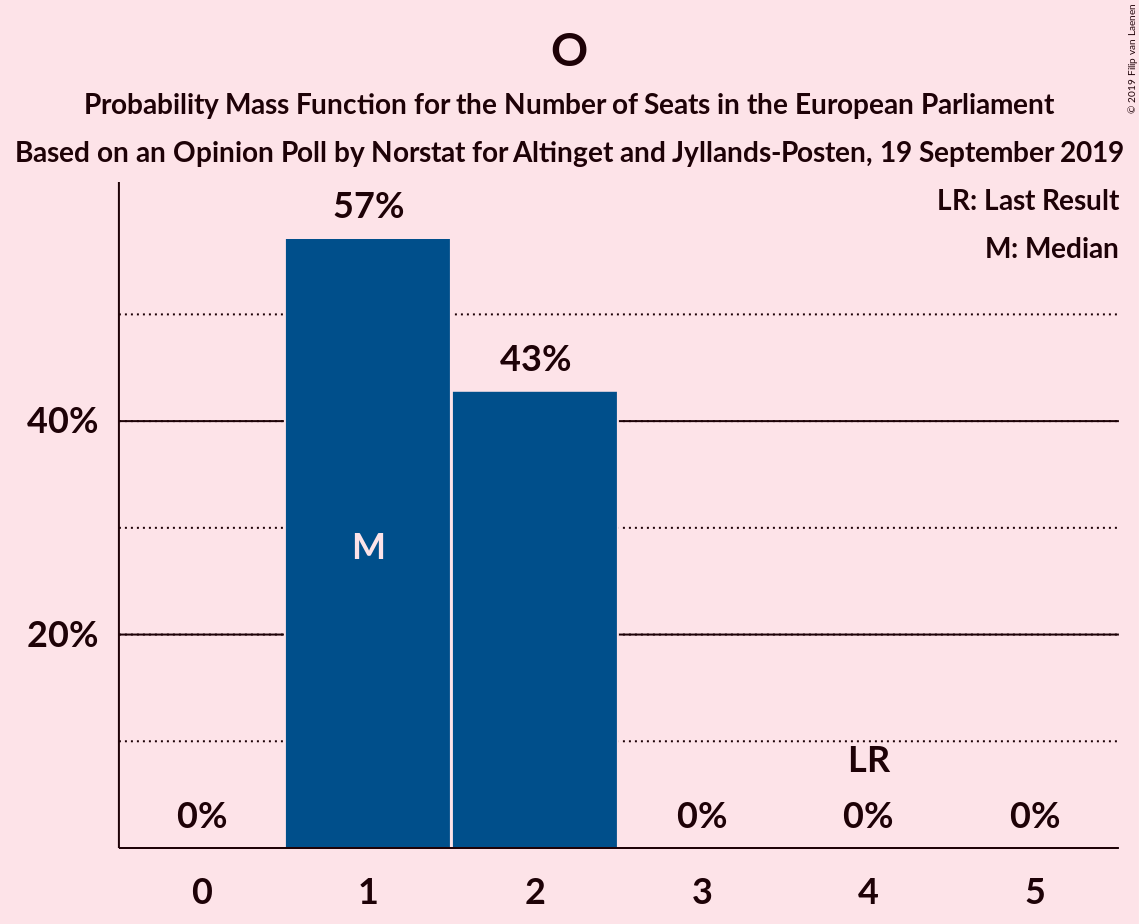 O
Probability Mass Function for the Number of Seats in the European Parliament
Based on an Opinion Poll by Norstat for Altinget and Jyllands-Posten, 19 September 2019
© 2019 Filip van Laenen
LR: Last Result
M: Median
57%
43%
40%
M
20%
LR
0%
0%
0%
0%
0
1
2
3
4
5